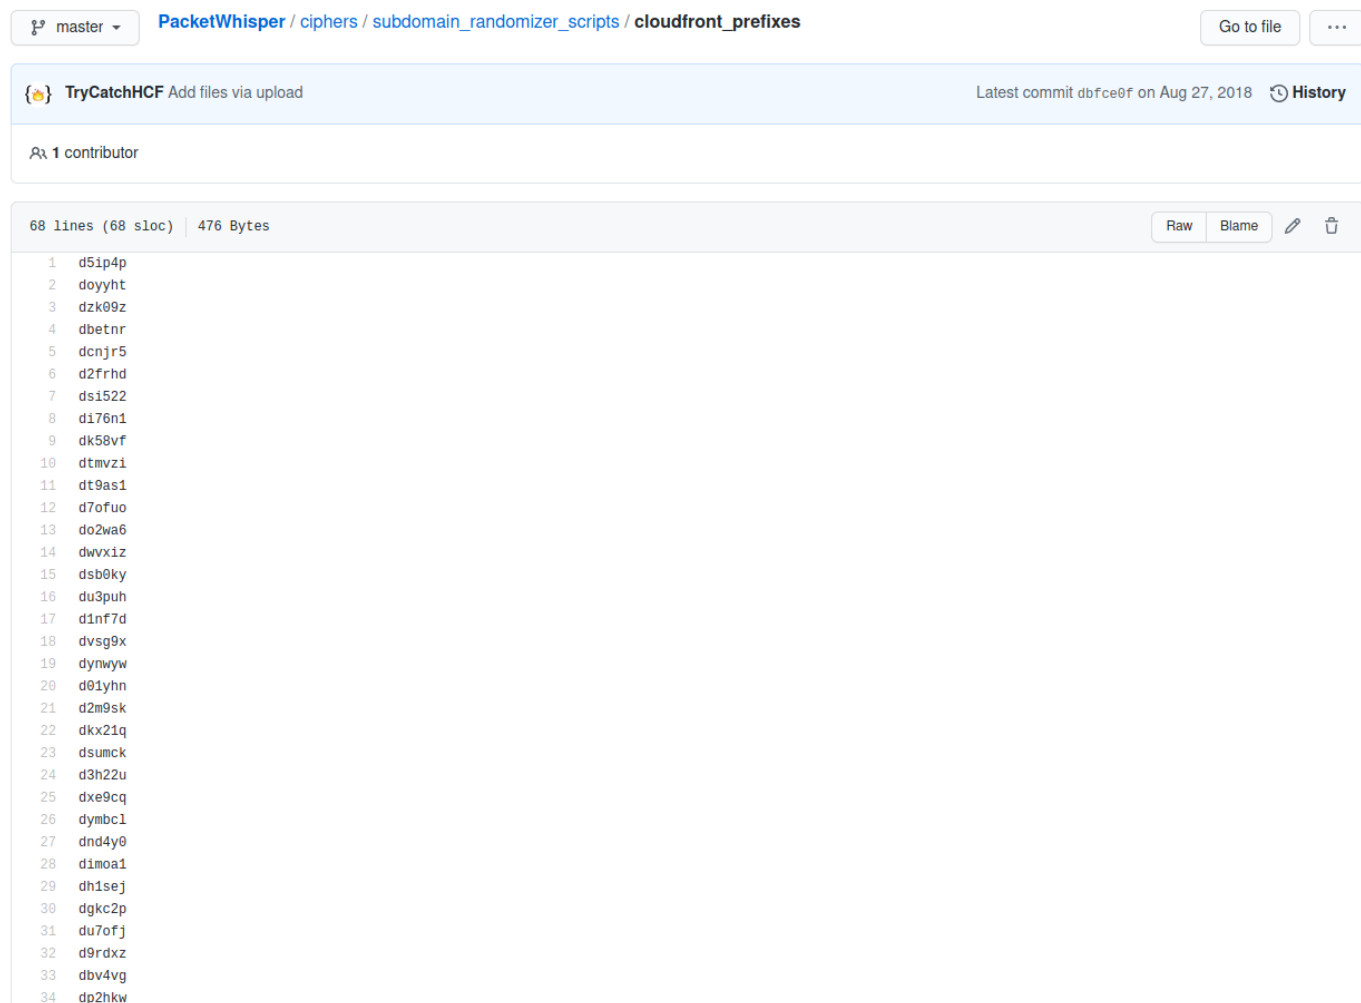 master PacketWhisper / ciphers / subdomain_randomizer_scripts / cloudfront_prefixes Go to file ...
TryCatchHCF Add files via upload Latest commit dbfce0f on Aug 27, 2018 History
1 contributor
68 lines (68 sloc) 476 Bytes Raw Blame
1 d5ip4p
2 doyyht
3 dzk09z
4 dbetnr
5 dcnjr5
6 d2frhd
7 dsi522
8 di76n1
9 dk58vf
10 dtmvzi
11 dt9as1
12 d7ofuo
13 do2wa6
14 dwvxiz
15 dsb0ky
16 du3puh
17 d1nf7d
18 dvsg9x
19 dynwyw
20 d01yhn
21 d2m9sk
22 dkx21q
23 dsumck
24 d3h22u
25 dxe9cq
26 dymbcl
27 dnd4y0
28 dimoa1
29 dh1sej
30 dgkc2p
31 du7ofj
32 d9rdxz
33 dbv4vg
34 dp2hkw